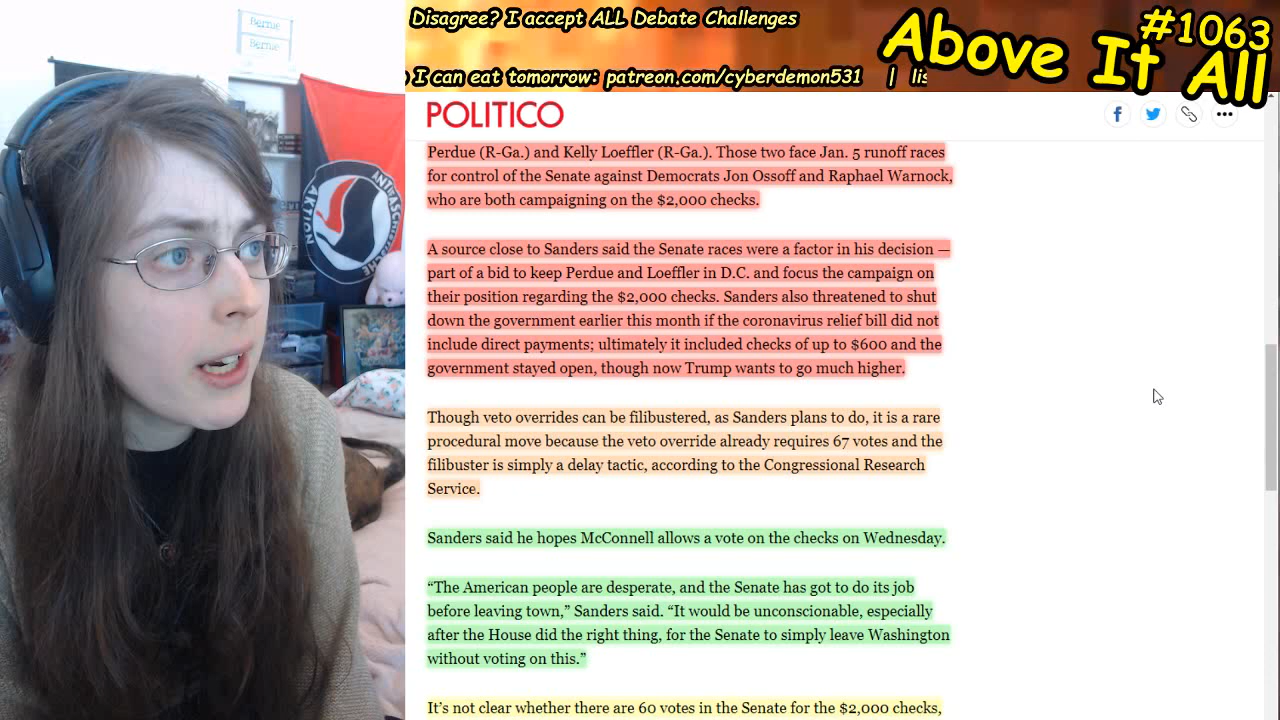 Disagree? I accept ALL Debate Challenges
I can eat tomorrow: patreon.com/cyberdemon531 | lis
Above It All
#1063
Bernie
Bernie
ANTIFASCHISTISCHE
AKTION
POLITICO
Perdue (R-Ga.) and Kelly Loeffler (R-Ga.). Those two face Jan. 5 runoff races
for control of the Senate against Democrats Jon Ossoff and Raphael Warnock,
who are both campaigning on the $2,000 checks.
A source close to Sanders said the Senate races were a factor in his decision —
part of a bid to keep Perdue and Loeffler in D.C. and focus the campaign on
their position regarding the $2,000 checks. Sanders also threatened to shut
down the government earlier this month if the coronavirus relief bill did not
include direct payments; ultimately it included checks of up to $600 and the
government stayed open, though now Trump wants to go much higher.
Though veto overrides can be filibustered, as Sanders plans to do, it is a rare
procedural move because the veto override already requires 67 votes and the
filibuster is simply a delay tactic, according to the Congressional Research
Service.
Sanders said he hopes McConnell allows a vote on the checks on Wednesday.
“The American people are desperate, and the Senate has got to do its job
before leaving town,” Sanders said. “It would be unconscionable, especially
after the House did the right thing, for the Senate to simply leave Washington
without voting on this.”
It’s not clear whether there are 60 votes in the Senate for the $2,000 checks,